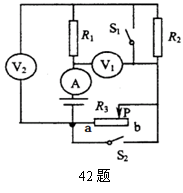 R₁ S₁ R₂
V₂ V₁
A
R₃ P
a b
S₂
42题